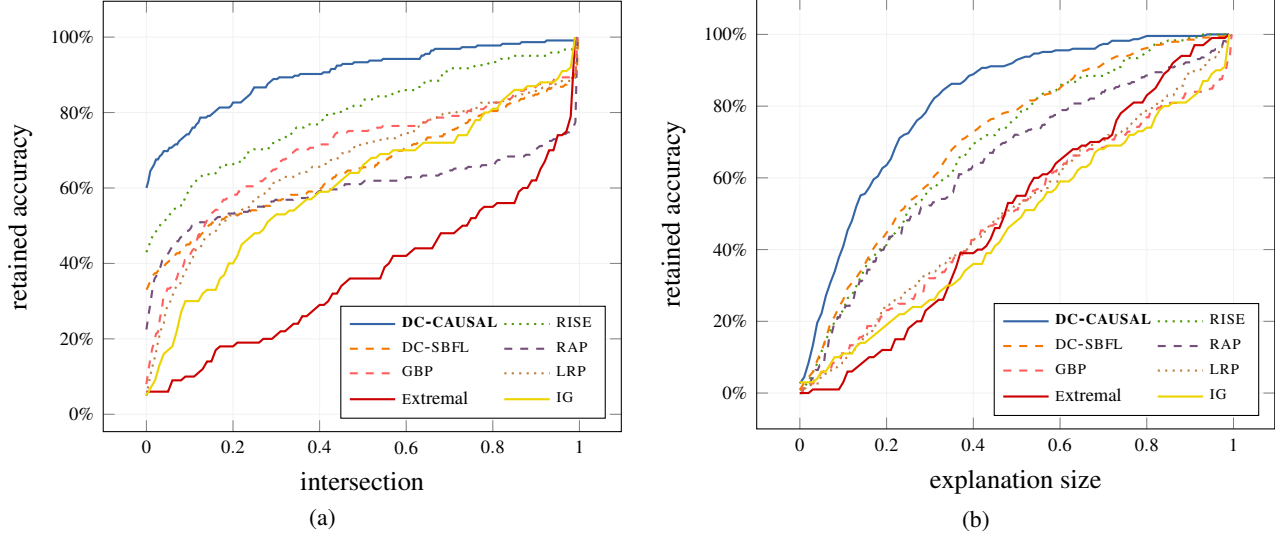 100%
80%
60%
40%
20%
0%
retained accuracy
DC-CAUSAL RISE
DC-SBFL RAP
GBP LRP
Extremal IG
0 0.2 0.4 0.6 0.8 1
intersection
(a)
100%
80%
60%
40%
20%
0%
retained accuracy
DC-CAUSAL RISE
DC-SBFL RAP
GBP LRP
Extremal IG
0 0.2 0.4 0.6 0.8 1
explanation size
(b)